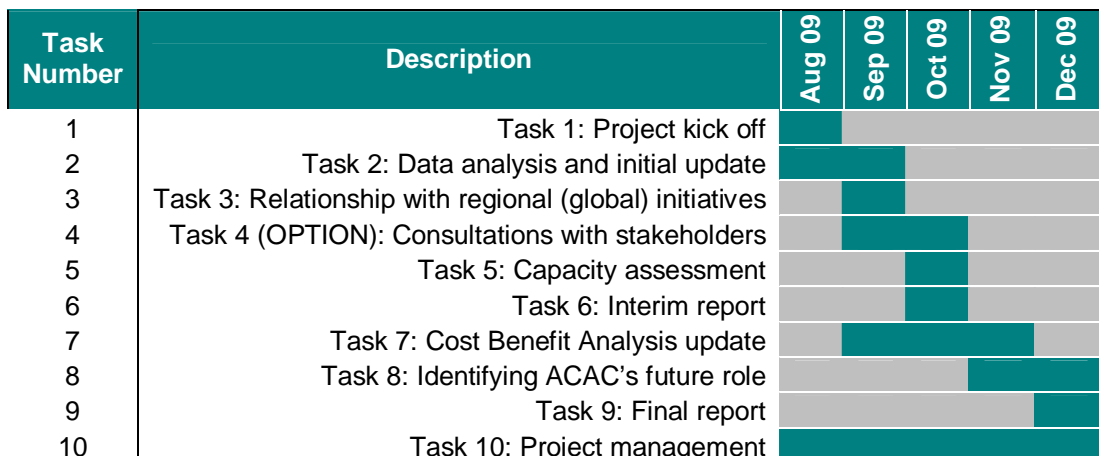 Task Number Description Aug 09 Sep 09 Oct 09 Nov 09 Dec 09
1 Task 1: Project kick off
2 Task 2: Data analysis and initial update
3 Task 3: Relationship with regional (global) initiatives
4 Task 4 (OPTION): Consultations with stakeholders
5 Task 5: Capacity assessment
6 Task 6: Interim report
7 Task 7: Cost Benefit Analysis update
8 Task 8: Identifying ACAC's future role
9 Task 9: Final report
10 Task 10: Project management